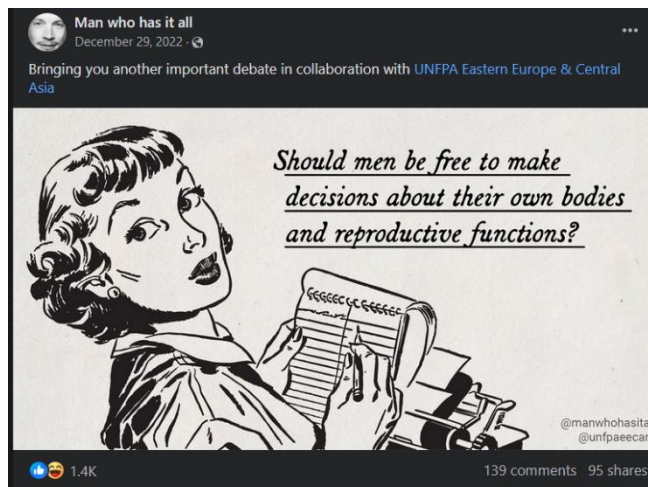 Man who has it all
December 29, 2022 ·
Bringing you another important debate in collaboration with UNFPA Eastern Europe & Central
Asia
Should men be free to make
decisions about their own bodies
and reproductive functions?
@manwhohasita
@unfpaeecar
1.4K
139 comments 95 shares